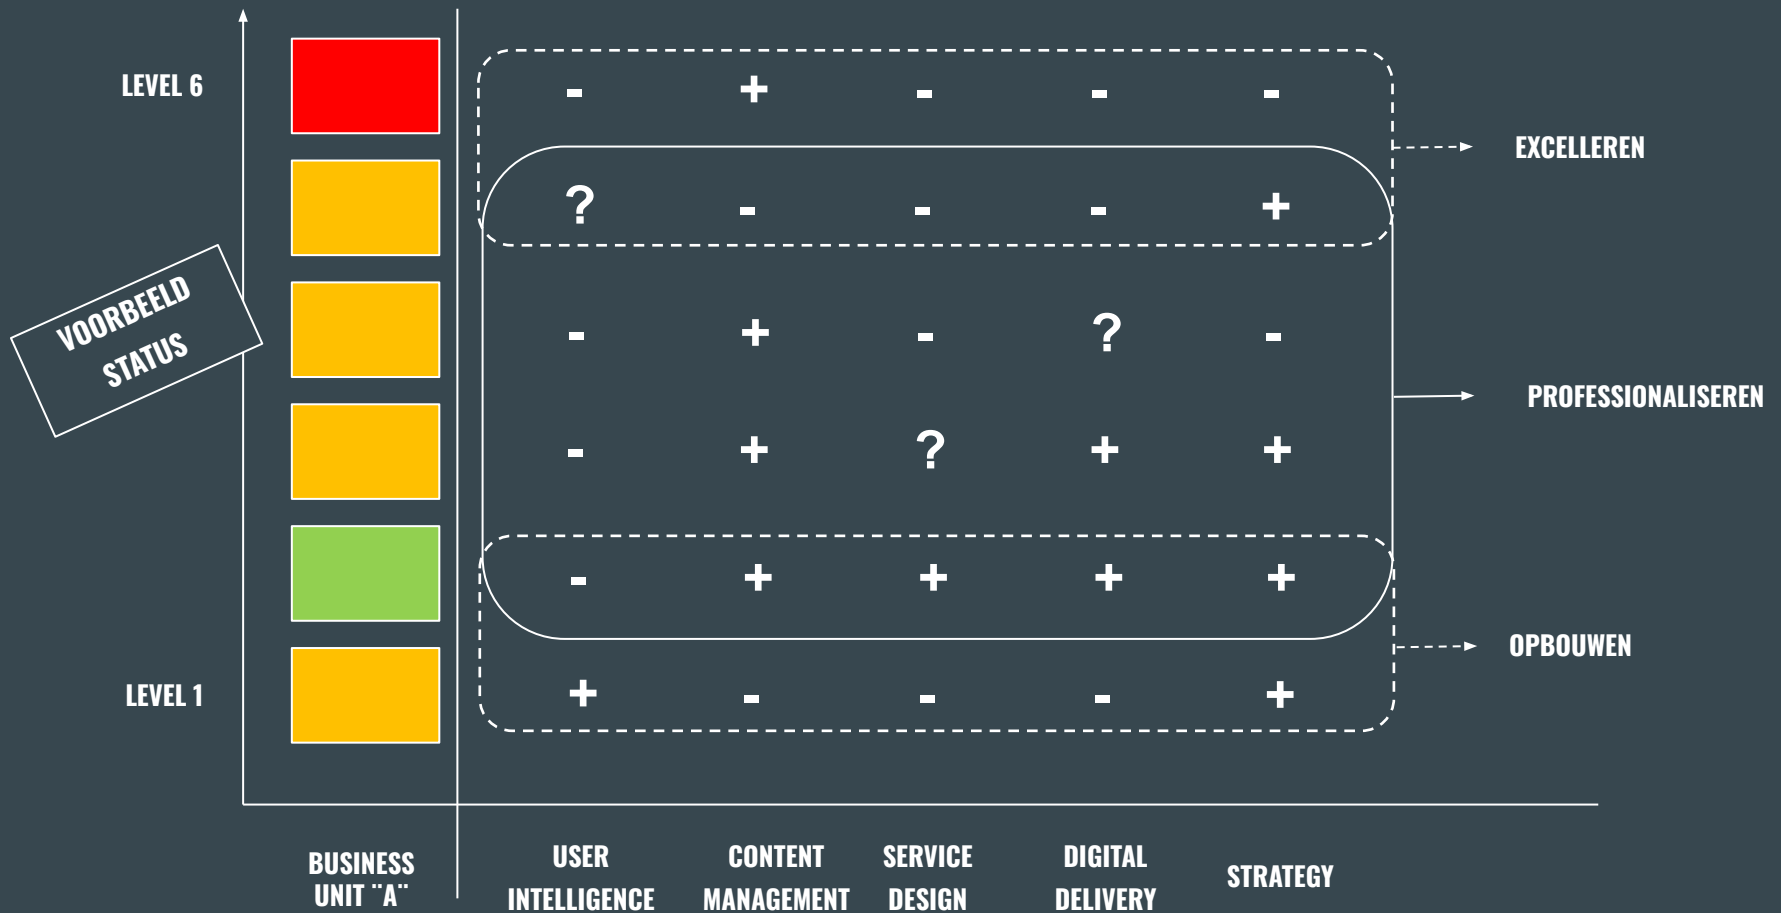 LEVEL 6
- + - - -
EXCELLEREN
? - - - +
VOORBEELD
STATUS
- + - ? -
PROFESSIONALISEREN
- + ? + +
- + + + +
OPBOUWEN
LEVEL 1
+ - - - +
BUSINESS
UNIT ¨A¨
USER
INTELLIGENCE
CONTENT
MANAGEMENT
SERVICE
DESIGN
DIGITAL
DELIVERY
STRATEGY